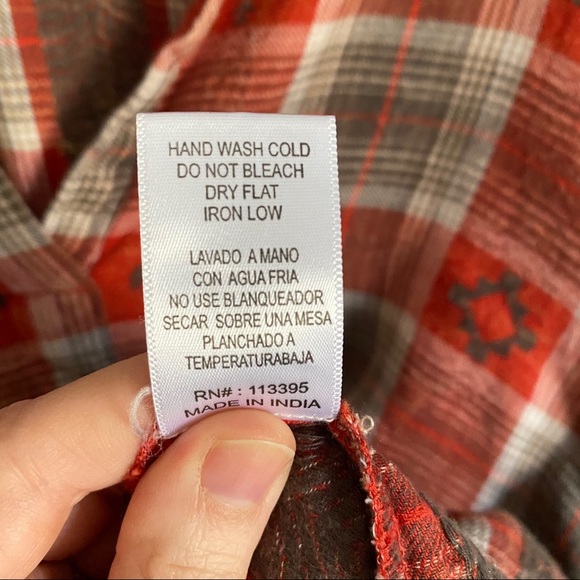 HAND WASH COLD
DO NOT BLEACH
DRY FLAT
IRON LOW
LAVADO A MANO
CON AGUA FRIA
NO USE BLANQUEADOR
SECAR SOBRE UNA MESA
PLANCHADO A
TEMPERATURABAJA
RN# : 113395
MADE IN INDIA